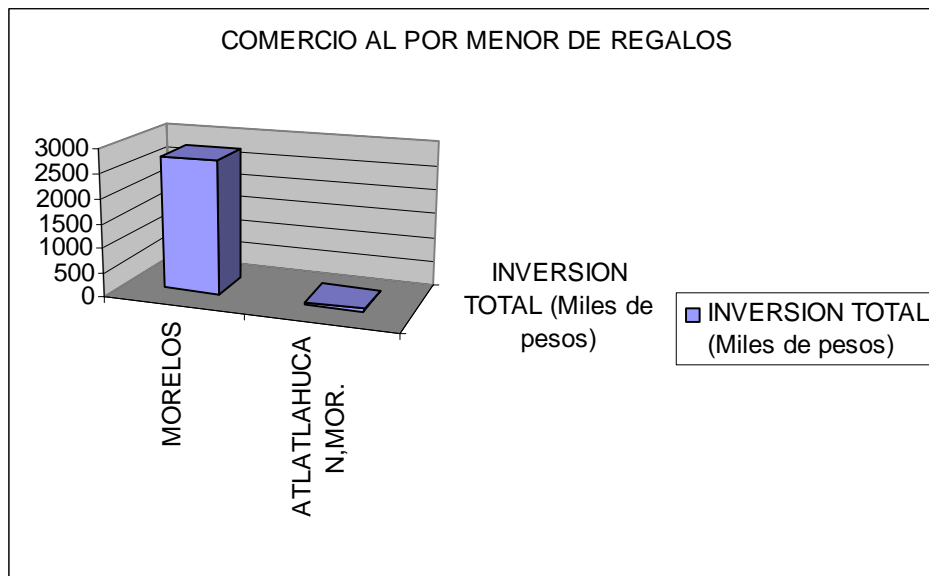 COMERCIO AL POR MENOR DE REGALOS
3000
2500
2000
1500
1000
500
0
MORELOS
ATLATLAHUCA
N,MOR.
INVERSION
TOTAL (Miles de
pesos)
INVERSION TOTAL
(Miles de pesos)